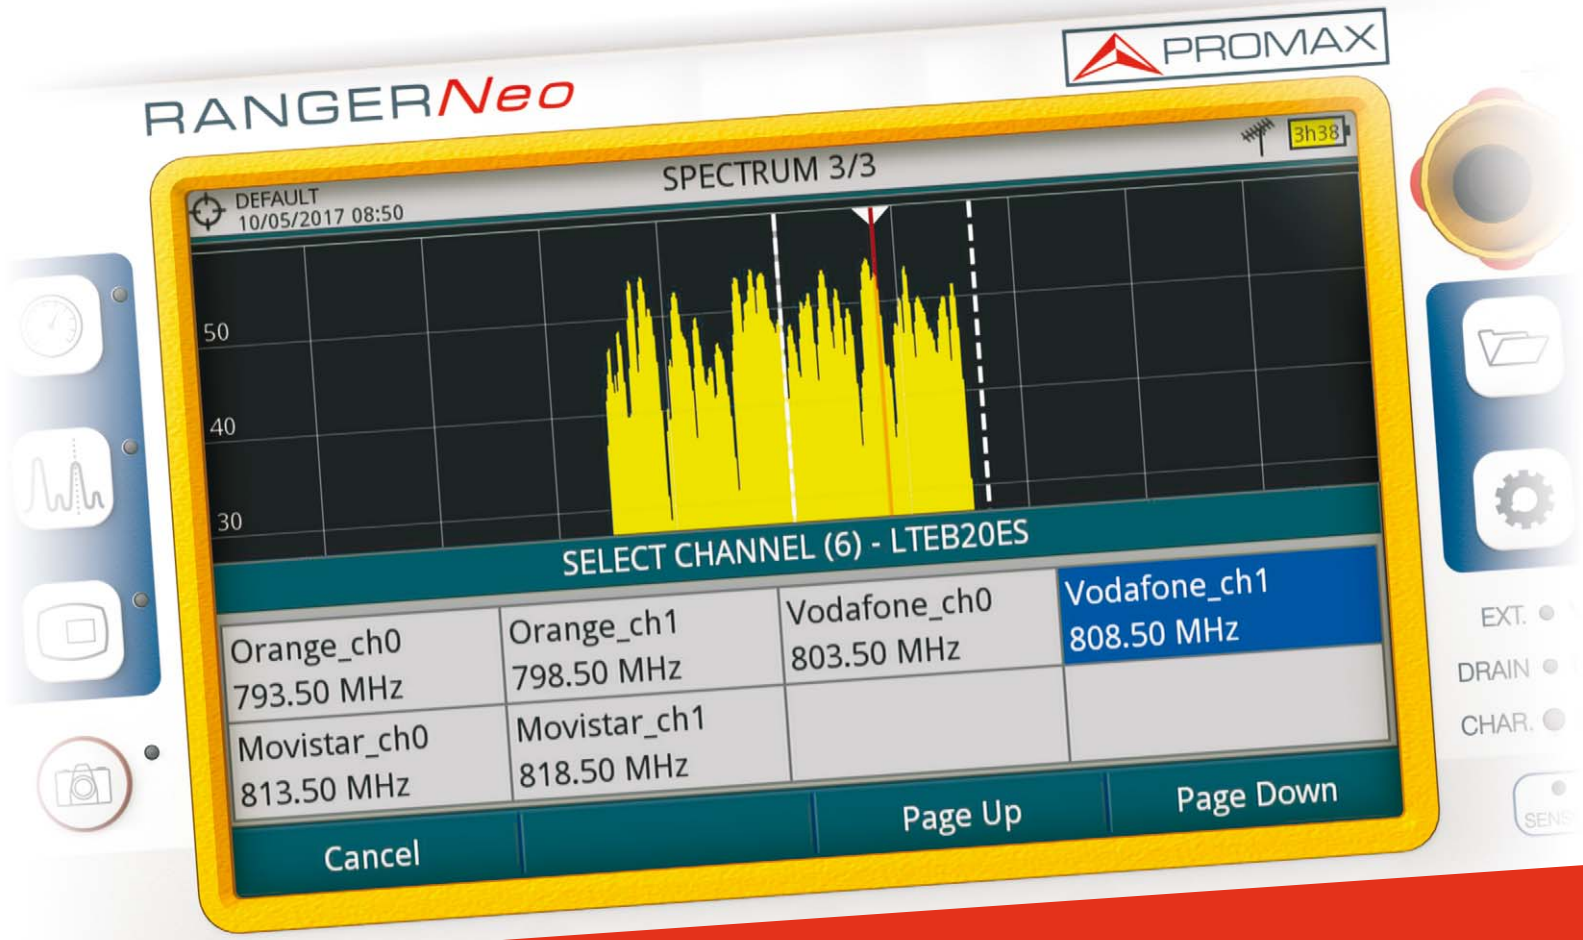 RANGERNeo
PROMAX
DEFAULT
10/05/2017 08:50
SPECTRUM 3/3
3h38
50
40
30
SELECT CHANNEL (6) - LTEB20ES
Orange_ch0
793.50 MHz
Orange_ch1
798.50 MHz
Vodafone_ch0
803.50 MHz
Vodafone_ch1
808.50 MHz
Movistar_ch0
813.50 MHz
Movistar_ch1
818.50 MHz
Cancel
Page Up
Page Down
EXT.
DRAIN
CHAR.